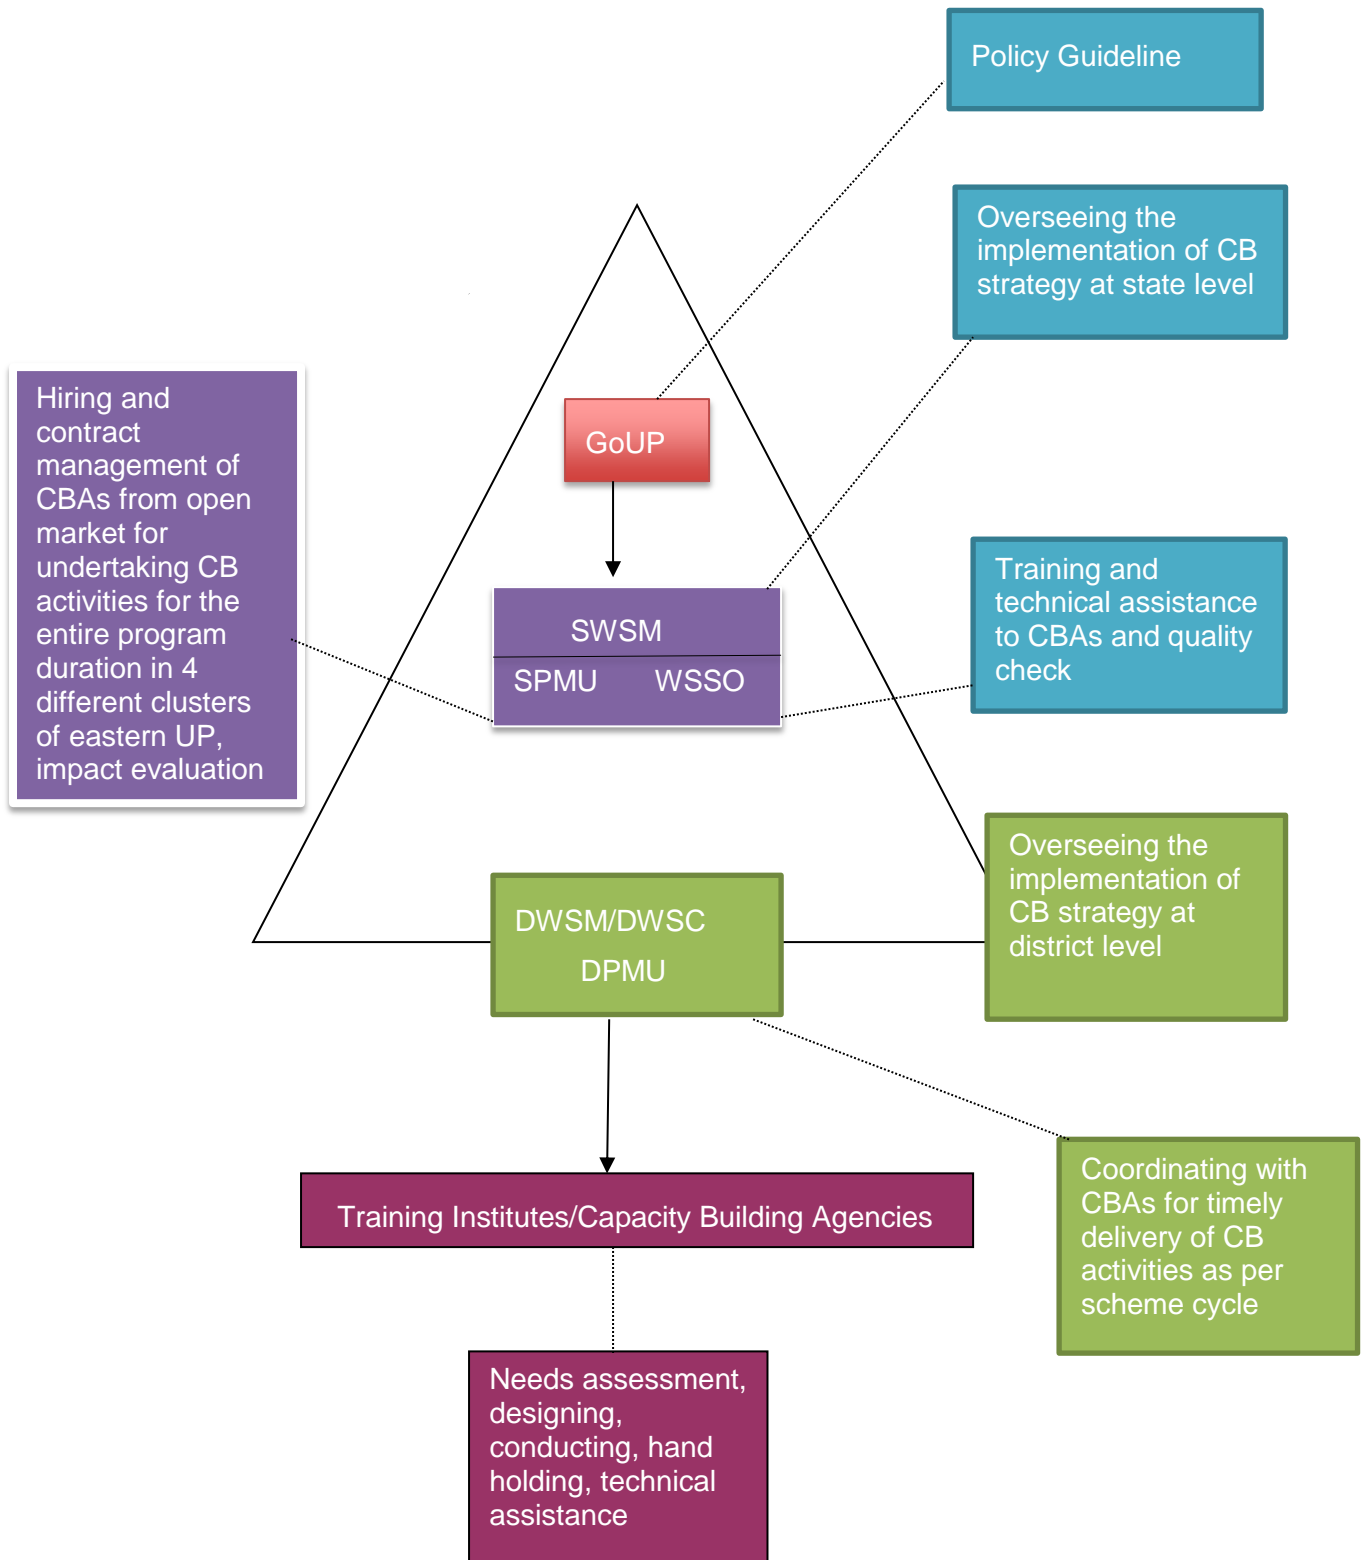 Policy Guideline
Overseeing the
implementation of CB
strategy at state level
Hiring and
contract
management of
CBAs from open
market for
undertaking CB
activities for the
entire program
duration in 4
different clusters
of eastern UP,
impact evaluation
GoUP
SWSM
SPMU WSSO
Training and
technical assistance
to CBAs and quality
check
Overseeing the
implementation of
CB strategy at
district level
DWSM/DWSC
DPMU
Training Institutes/Capacity Building Agencies
Coordinating with
CBAs for timely
delivery of CB
activities as per
scheme cycle
Needs assessment,
designing,
conducting, hand
holding, technical
assistance